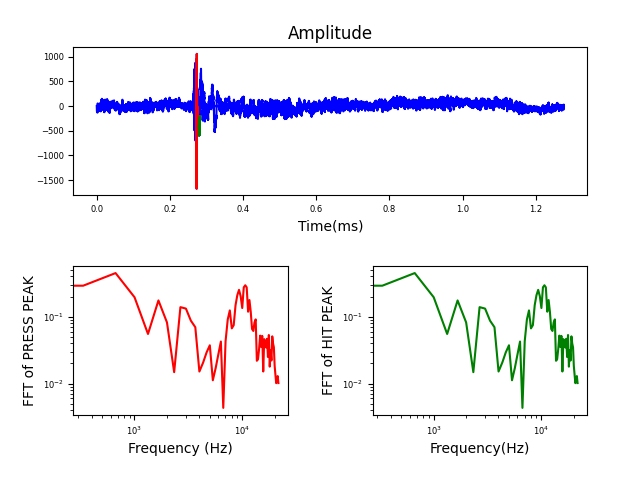 Amplitude
1000
500
0
−500
−1000
−1500
0.0 0.2 0.4 0.6 0.8 1.0 1.2
Time(ms)
FFT of PRESS PEAK
10⁻¹
10⁻²
10³ 10⁴
Frequency (Hz)
FFT of HIT PEAK
10⁻¹
10⁻²
10³ 10⁴
Frequency(Hz)